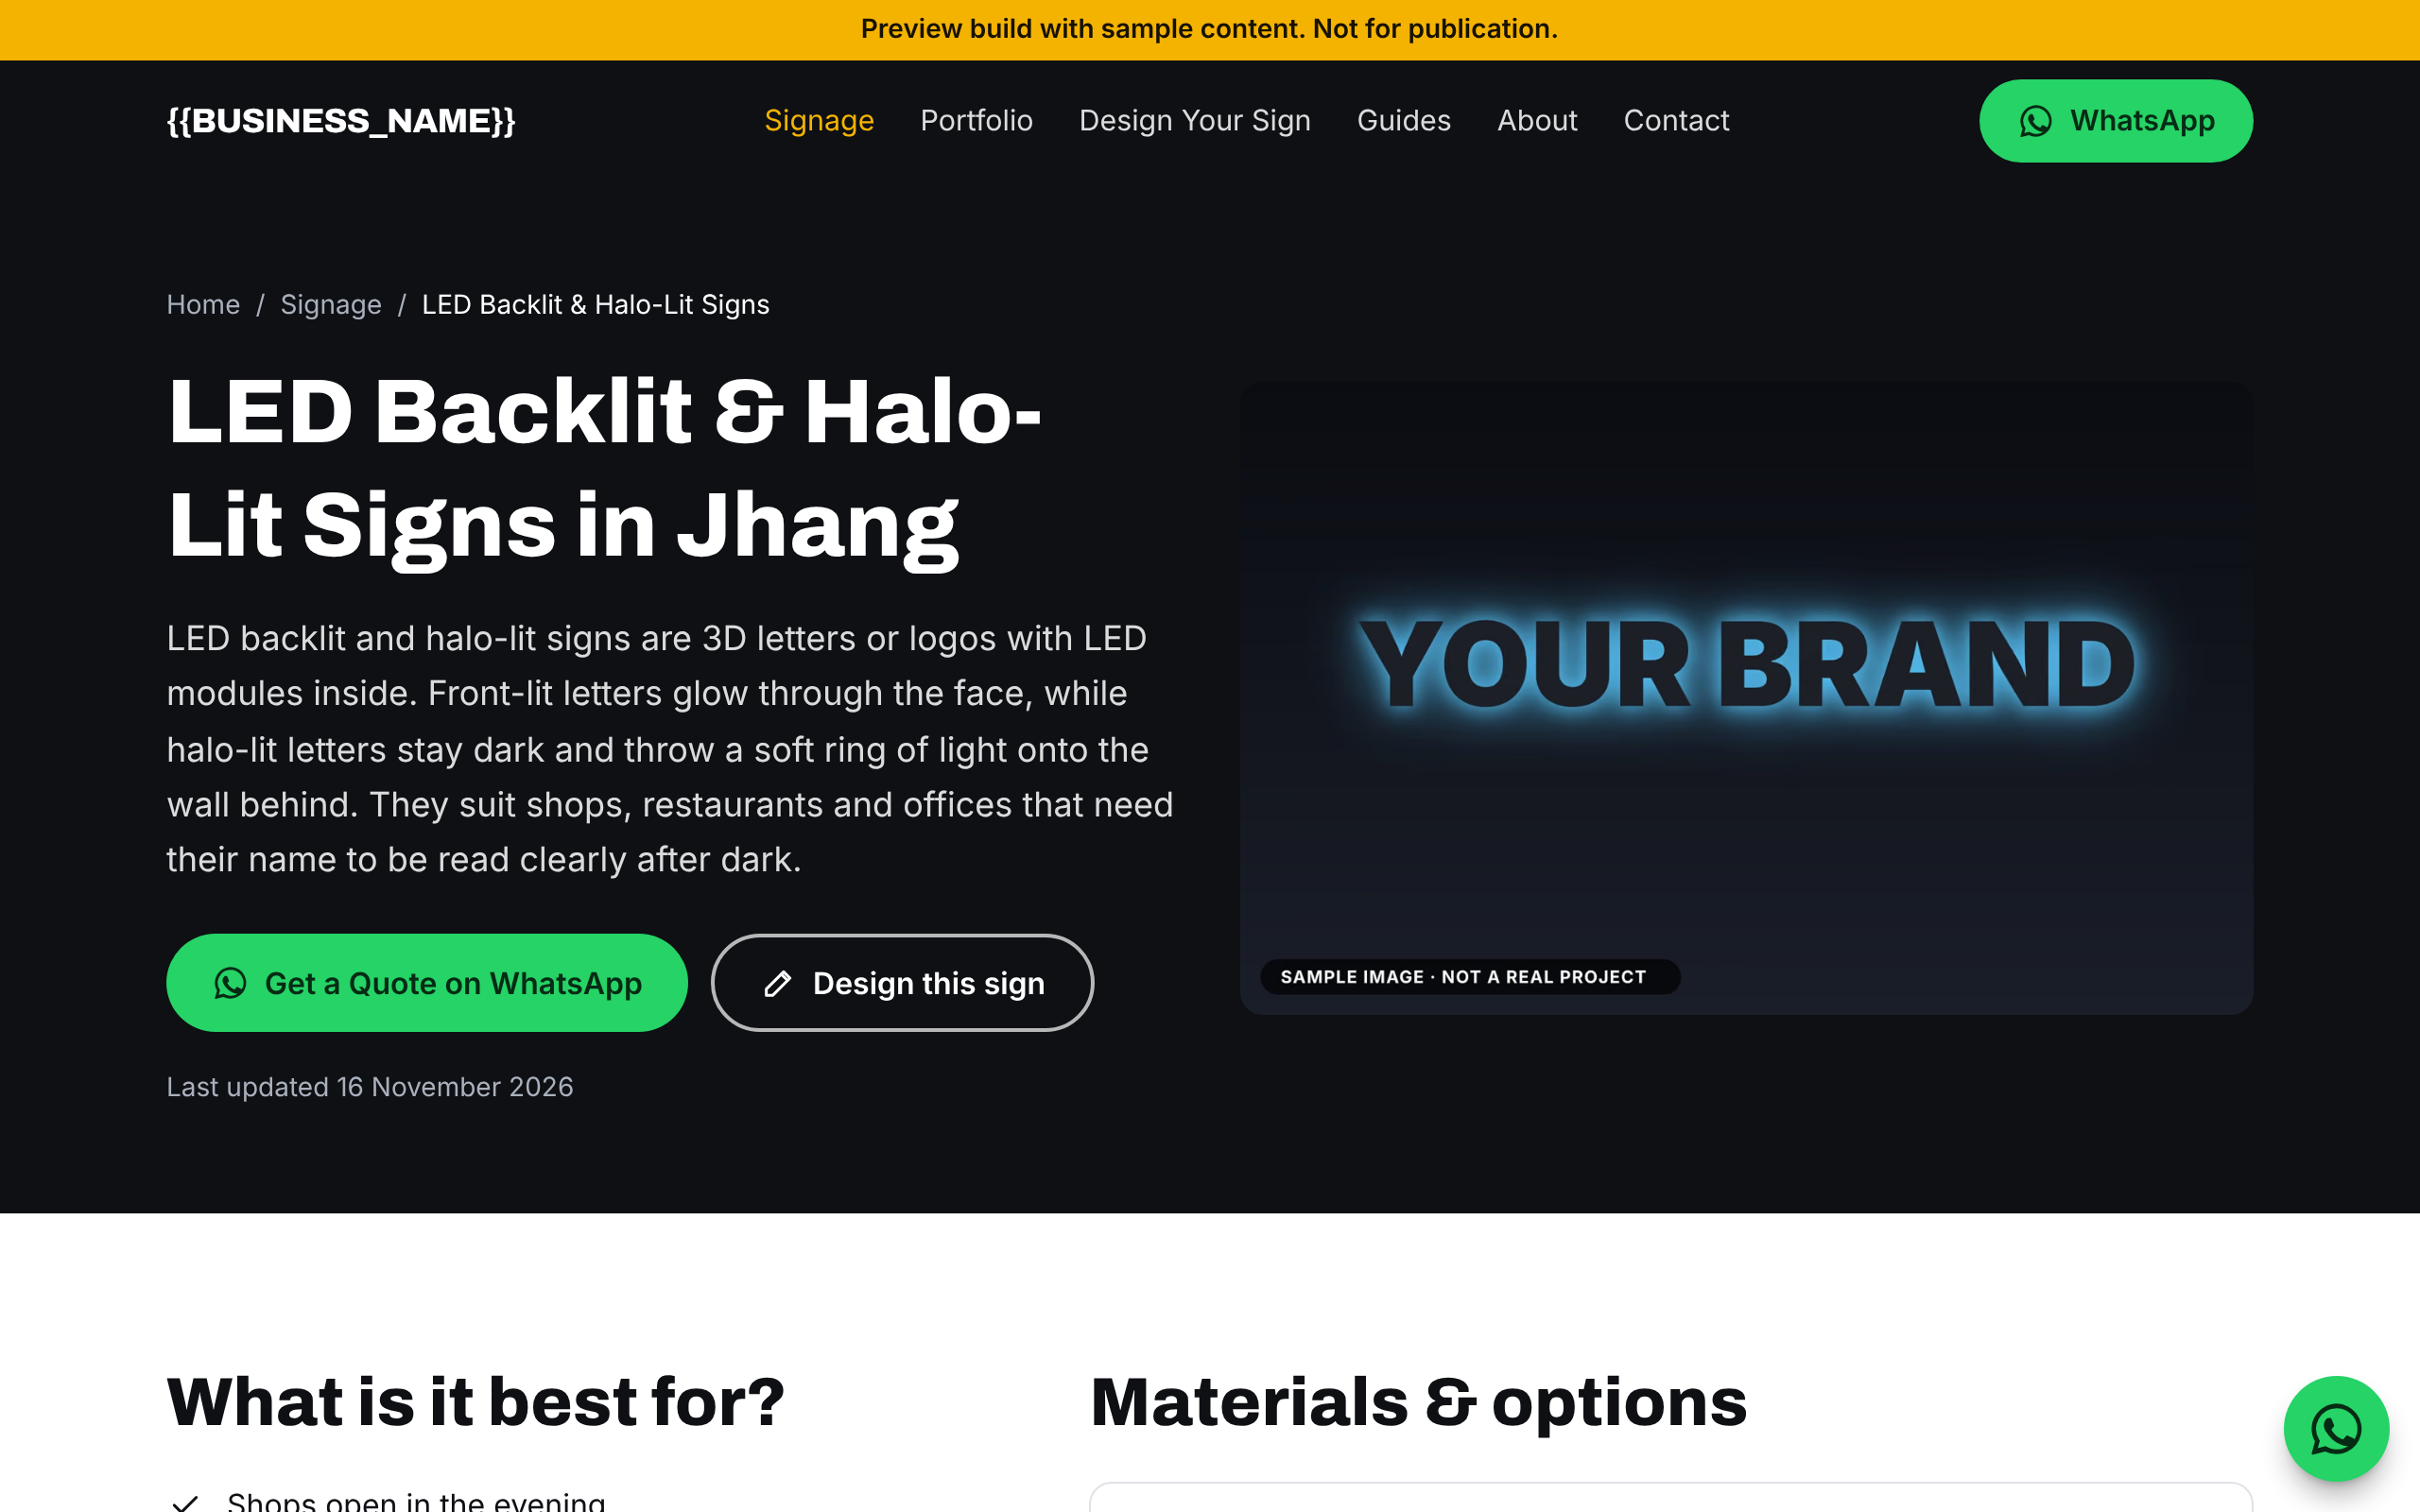 Preview build with sample content. Not for publication.
{{BUSINESS_NAME}}
Signage
Portfolio
Design Your Sign
Guides
About
Contact
WhatsApp
Home / Signage / LED Backlit & Halo-Lit Signs
LED Backlit & Halo-
Lit Signs in Jhang
LED backlit and halo-lit signs are 3D letters or logos with LED
modules inside. Front-lit letters glow through the face, while
halo-lit letters stay dark and throw a soft ring of light onto the
wall behind. They suit shops, restaurants and offices that need
their name to be read clearly after dark.
Get a Quote on WhatsApp
Design this sign
Last updated 16 November 2026
YOUR BRAND
SAMPLE IMAGE · NOT A REAL PROJECT
What is it best for?
Shops open in the evening
Materials & options